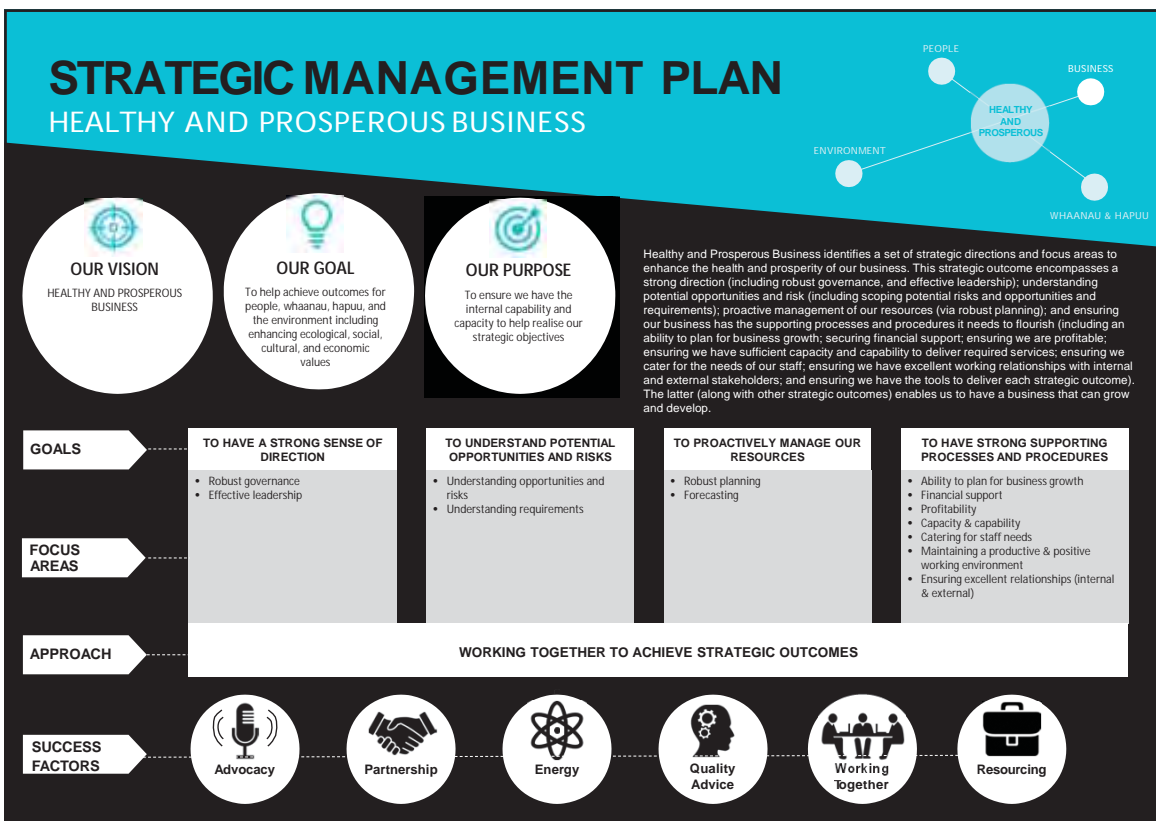 STRATEGIC MANAGEMENT PLAN
HEALTHY AND PROSPEROUS BUSINESS
PEOPLE
BUSINESS
HEALTHY
AND
PROSPEROUS
ENVIRONMENT
WHAANAU & HAPUU
OUR VISION
HEALTHY AND PROSPEROUS
BUSINESS
OUR GOAL
To help achieve outcomes for
people, whaanau, hapuu, and
the environment including
enhancing ecological, social,
cultural, and economic
values
OUR PURPOSE
To ensure we have the
internal capability and
capacity to help realise our
strategic objectives
Healthy and Prosperous Business identifies a set of strategic directions and focus areas to
enhance the health and prosperity of our business. This strategic outcome encompasses a
strong direction (including robust governance, and effective leadership); understanding
potential opportunities and risk (including scoping potential risks and opportunities and
requirements); proactive management of our resources (via robust planning); and ensuring
our business has the supporting processes and procedures it needs to flourish (including an
ability to plan for business growth; securing financial support; ensuring we are profitable;
ensuring we have sufficient capacity and capability to deliver required services; ensuring we
cater for the needs of our staff; ensuring we have excellent working relationships with internal
and external stakeholders; and ensuring we have the tools to deliver each strategic outcome).
The latter (along with other strategic outcomes) enables us to have a business that can grow
and develop.
GOALS
TO HAVE A STRONG SENSE OF
DIRECTION
TO UNDERSTAND POTENTIAL
OPPORTUNITIES AND RISKS
TO PROACTIVELY MANAGE OUR
RESOURCES
TO HAVE STRONG SUPPORTING
PROCESSES AND PROCEDURES
FOCUS
AREAS
• Robust governance
• Effective leadership
• Understanding opportunities and
risks
• Understanding requirements
• Robust planning
• Forecasting
• Ability to plan for business growth
• Financial support
• Profitability
• Capacity & capability
• Catering for staff needs
• Maintaining a productive & positive
working environment
• Ensuring excellent relationships (internal
& external)
APPROACH
WORKING TOGETHER TO ACHIEVE STRATEGIC OUTCOMES
SUCCESS
FACTORS
Advocacy
Partnership
Energy
Quality
Advice
Working
Together
Resourcing